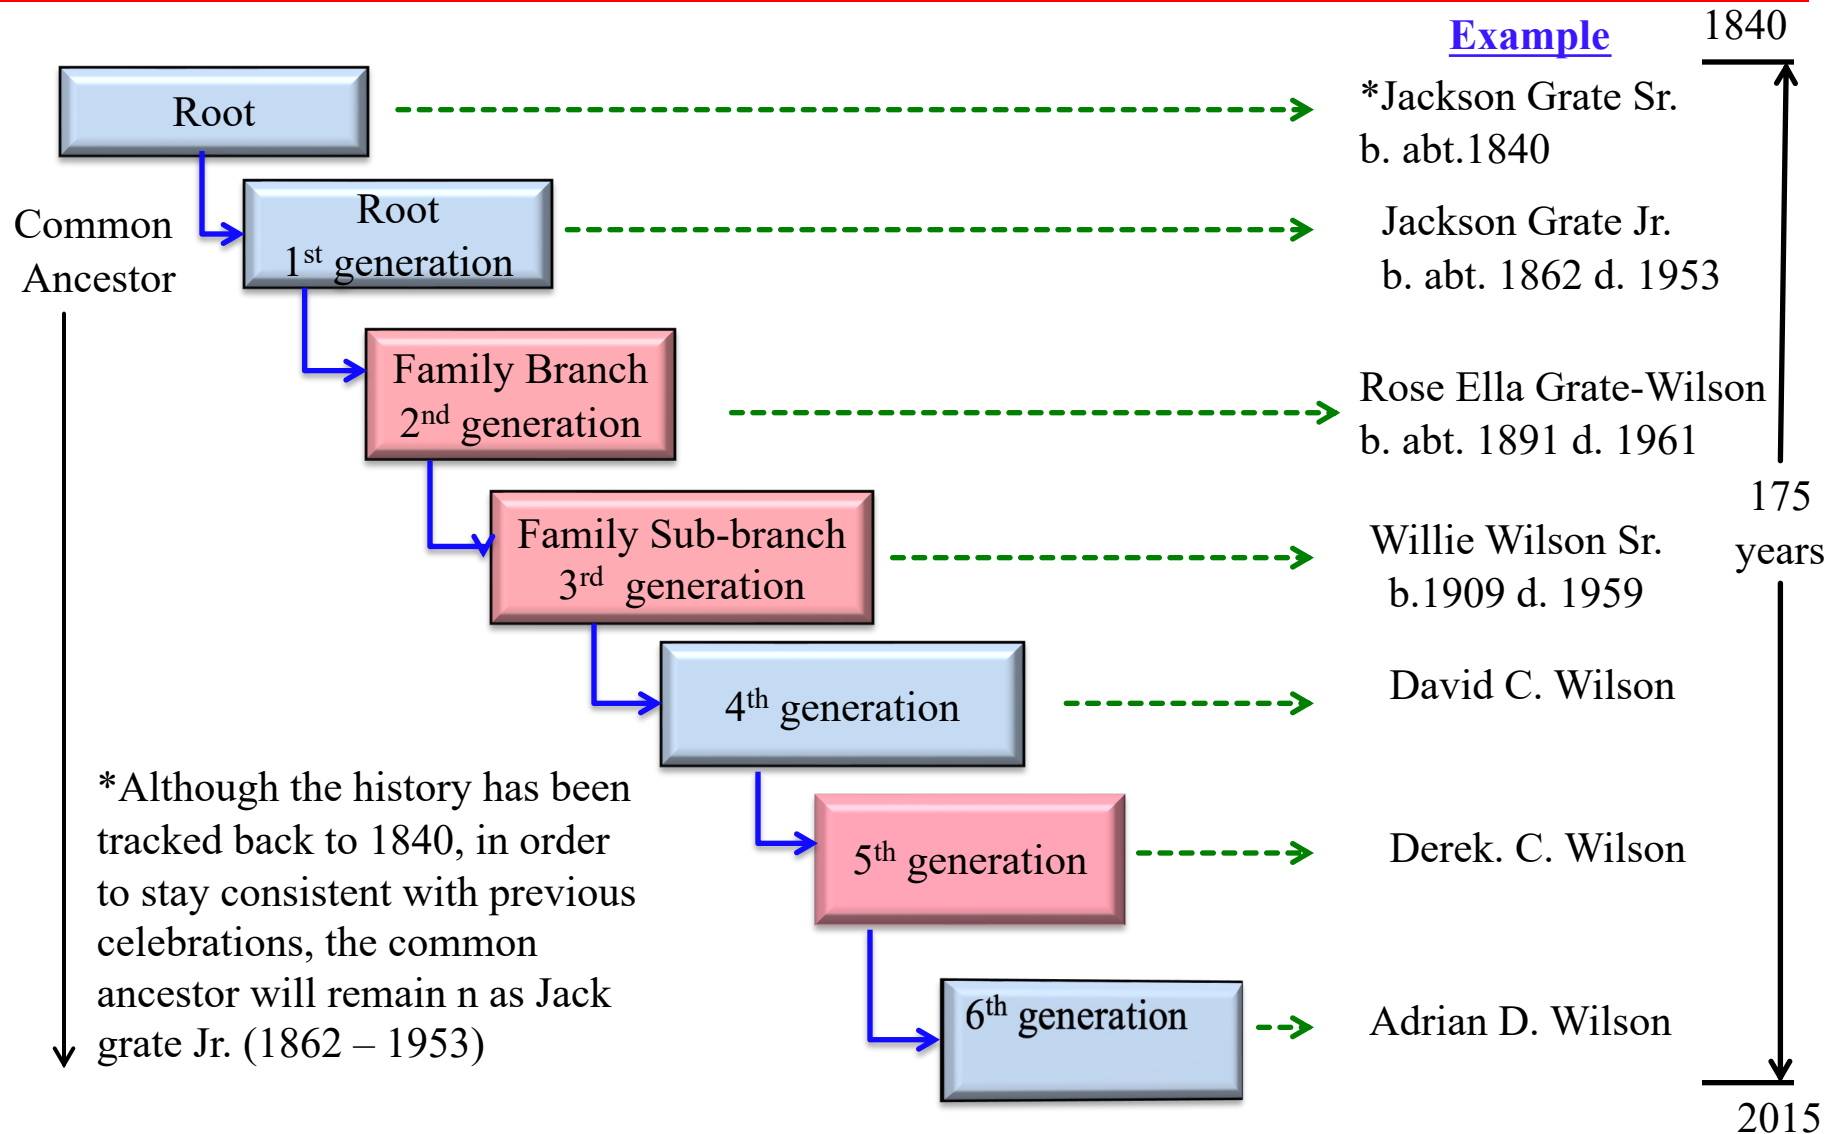 Example
1840
Root
*Jackson Grate Sr.
b. abt.1840
Common
Ancestor
Root
1st generation
Jackson Grate Jr.
b. abt. 1862 d. 1953
Family Branch
2nd generation
Rose Ella Grate-Wilson
b. abt. 1891 d. 1961
175
years
Family Sub-branch
3rd generation
Willie Wilson Sr.
b.1909 d. 1959
4th generation
David C. Wilson
*Although the history has been
tracked back to 1840, in order
to stay consistent with previous
celebrations, the common
ancestor will remain n as Jack
grate Jr. (1862 – 1953)
5th generation
Derek. C. Wilson
6th generation
Adrian D. Wilson
2015